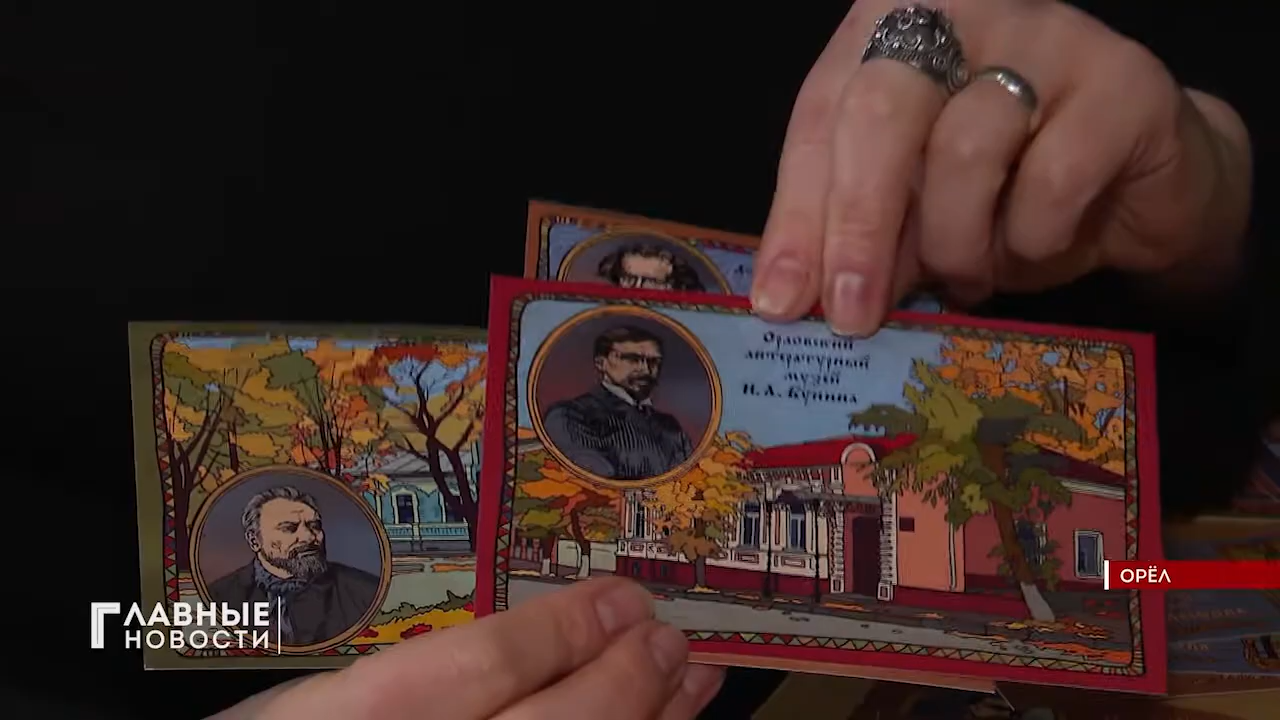 Орловский
литературный
музей
И. А. Бунина
ОРЁЛ
ГЛАВНЫЕ
НОВОСТИ